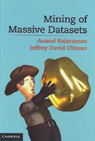 Mining of
Massive Datasets
Anand Rajaraman
Jeffrey David Ullman
CAMBRIDGE